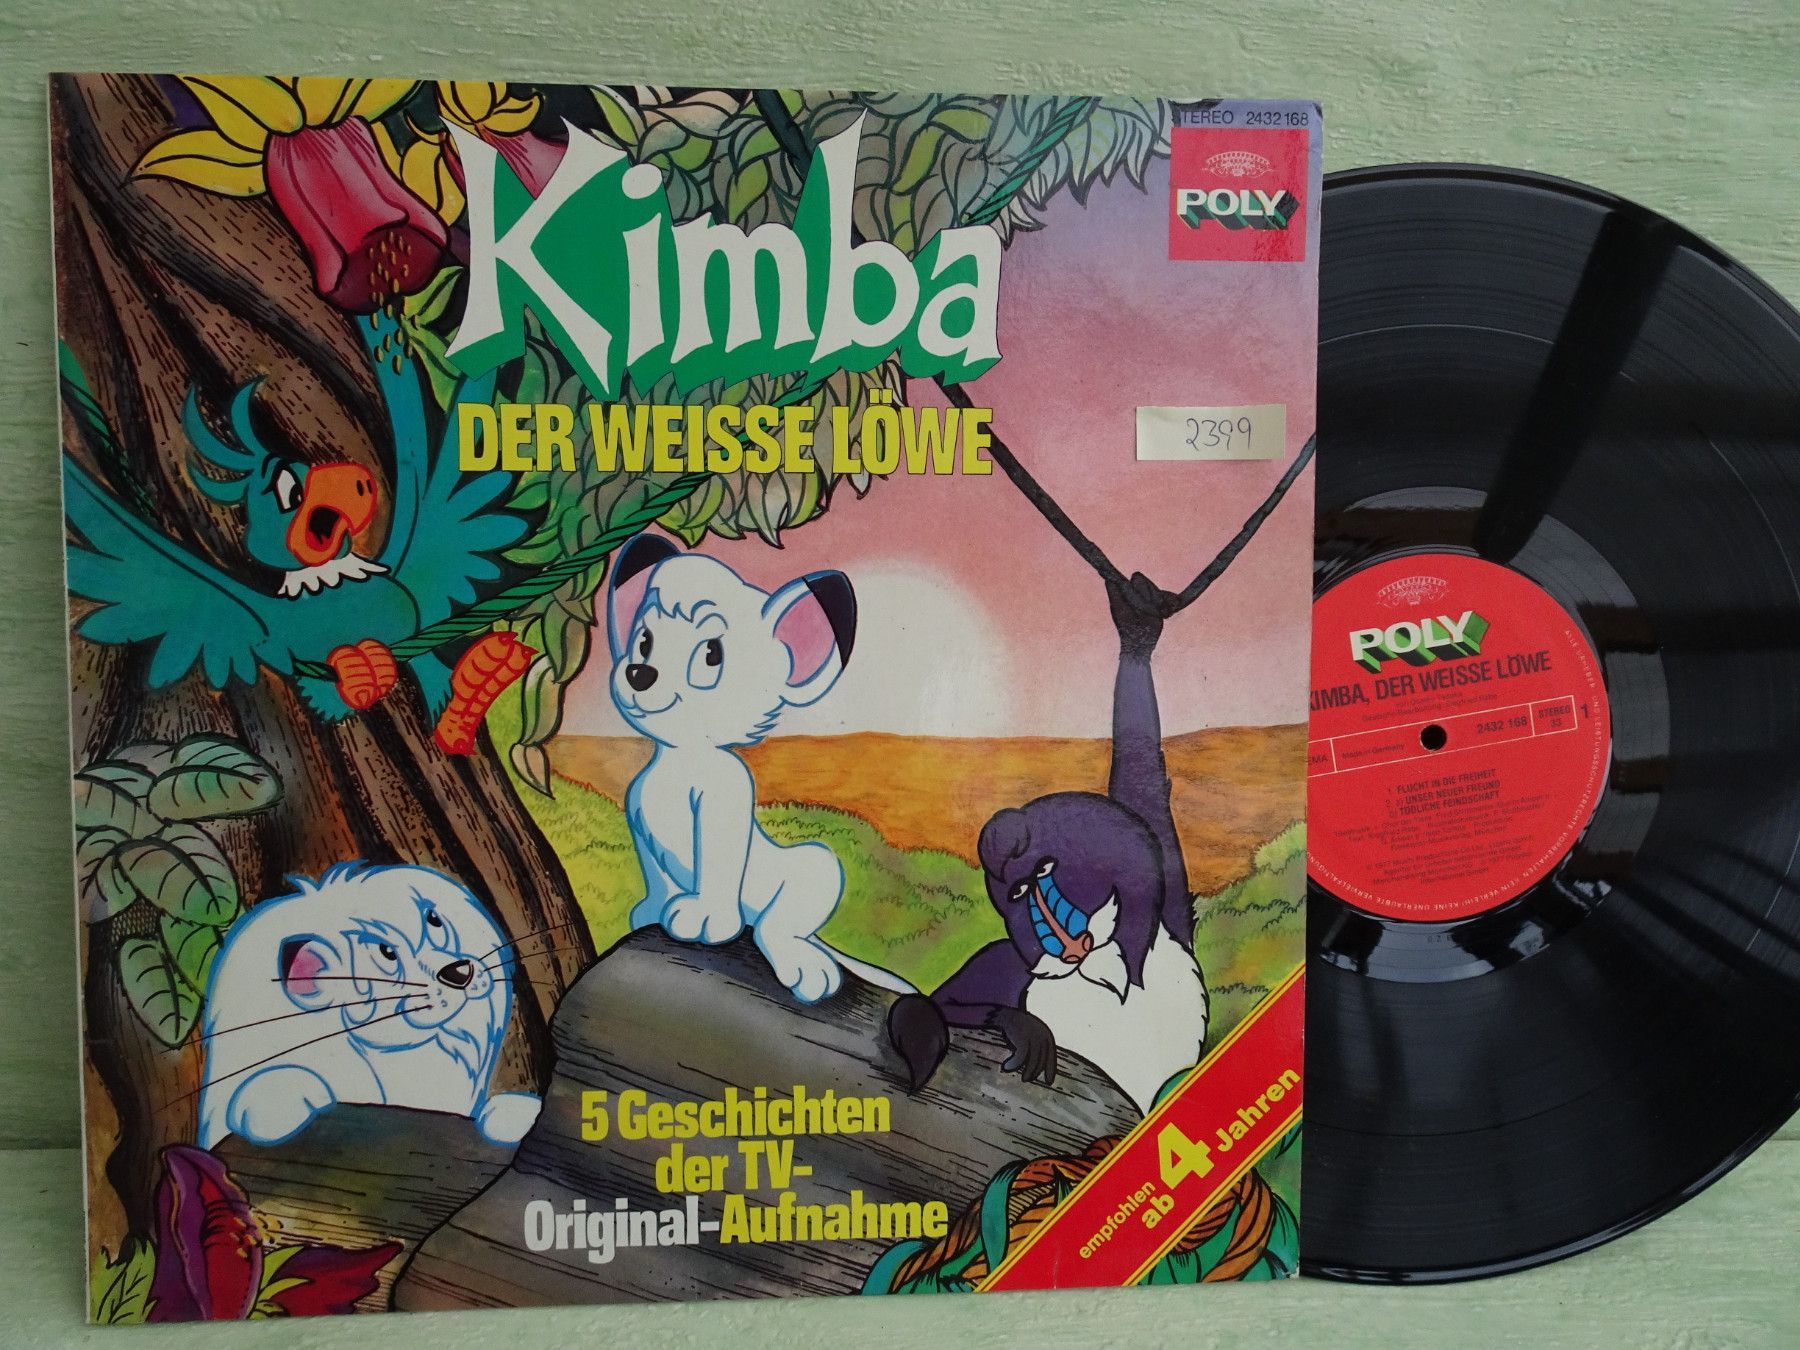 STEREO 2432 168
POLY
Kimba
DER WEISSE LÖWE
2399
5 Geschichten
der TV-
Original-Aufnahme
empfohlen
ab 4 Jahren
POLY
KIMBA, DER WEISSE LÖWE
Made in Germany
2432 168
STEREO
33
1
1. FLUCHT IN DIE FREIHEIT
2. a) UNSER NEUER FREUND
b) TÖDLICHE FEINDSCHAFT